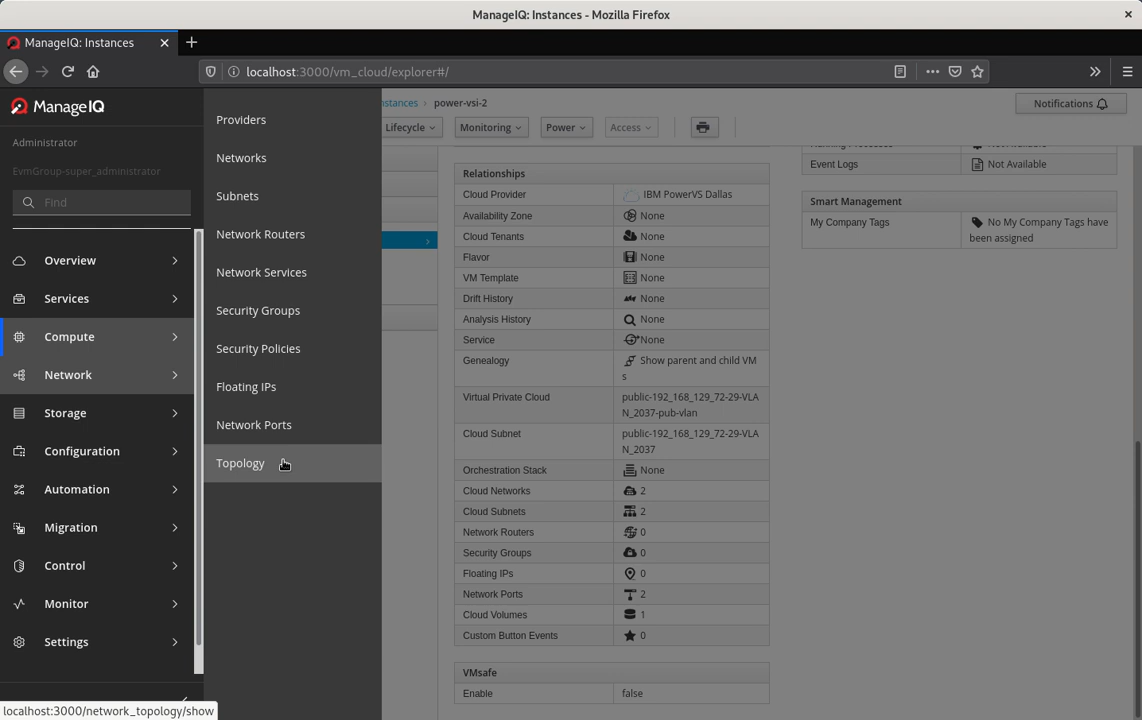 ManageIQ: Instances - Mozilla Firefox
ManageIQ: Instances
localhost:3000/vm_cloud/explorer#/
ManageIQ
Administrator
EvmGroup-super_administrator
Find
Overview
Services
Compute
Network
Storage
Configuration
Automation
Migration
Control
Monitor
Settings
localhost:3000/network_topology/show
Providers
Networks
Subnets
Network Routers
Network Services
Security Groups
Security Policies
Floating IPs
Network Ports
Topology
nstances > power-vsi-2
Notifications
Lifecycle
Monitoring
Power
Access
Relationships
Cloud Provider IBM PowerVS Dallas
Availability Zone None
Cloud Tenants None
Flavor None
VM Template None
Drift History None
Analysis History None
Service None
Genealogy Show parent and child VM
s
Virtual Private Cloud public-192_168_129_72-29-VLA
N_2037-pub-vlan
Cloud Subnet public-192_168_129_72-29-VLA
N_2037
Orchestration Stack None
Cloud Networks 2
Cloud Subnets 2
Network Routers 0
Security Groups 0
Floating IPs 0
Network Ports 2
Cloud Volumes 1
Custom Button Events 0
VMsafe
Enable false
Event Logs Not Available
Smart Management
My Company Tags No My Company Tags have
been assigned